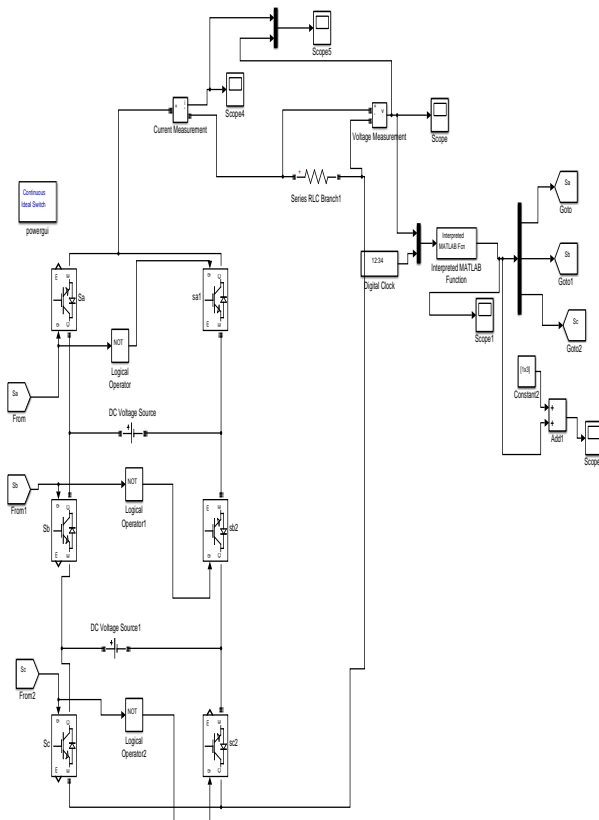 Scope5
Scope4
Current Measurement
Voltage Measurement
Scope
Series RLC Branch1
Continuous
Ideal Switch
powergui
Sa
Goto
Interpreted
MATLAB Fcn
Interpreted MATLAB
Function
12:34
Digital Clock
Sb
Goto1
Sa
sa1
NOT
Logical
Operator
Scope1
Sc
Goto2
[1x3]
Constant2
Add1
Scope
Sa
From
DC Voltage Source
Sb
From1
NOT
Logical
Operator1
Sb
sb2
DC Voltage Source1
Sc
From2
NOT
Logical
Operator2
Sc
sc2